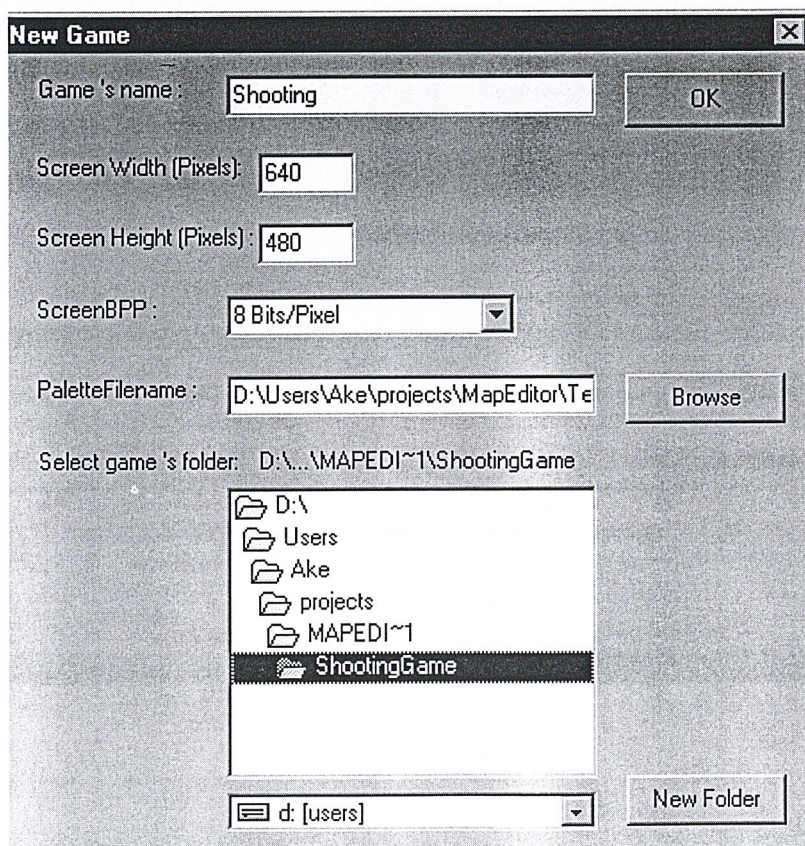 New Game
Game 's name : Shooting OK
Screen Width (Pixels): 640
Screen Height (Pixels) : 480
ScreenBPP : 8 Bits/Pixel
PaletteFilename : D:\Users\Ake\projects\MapEditor\Te Browse
Select game 's folder: D:\...\MAPEDI~1\ShootingGame
D:\
Users
Ake
projects
MAPEDI~1
ShootingGame
d: [users] New Folder